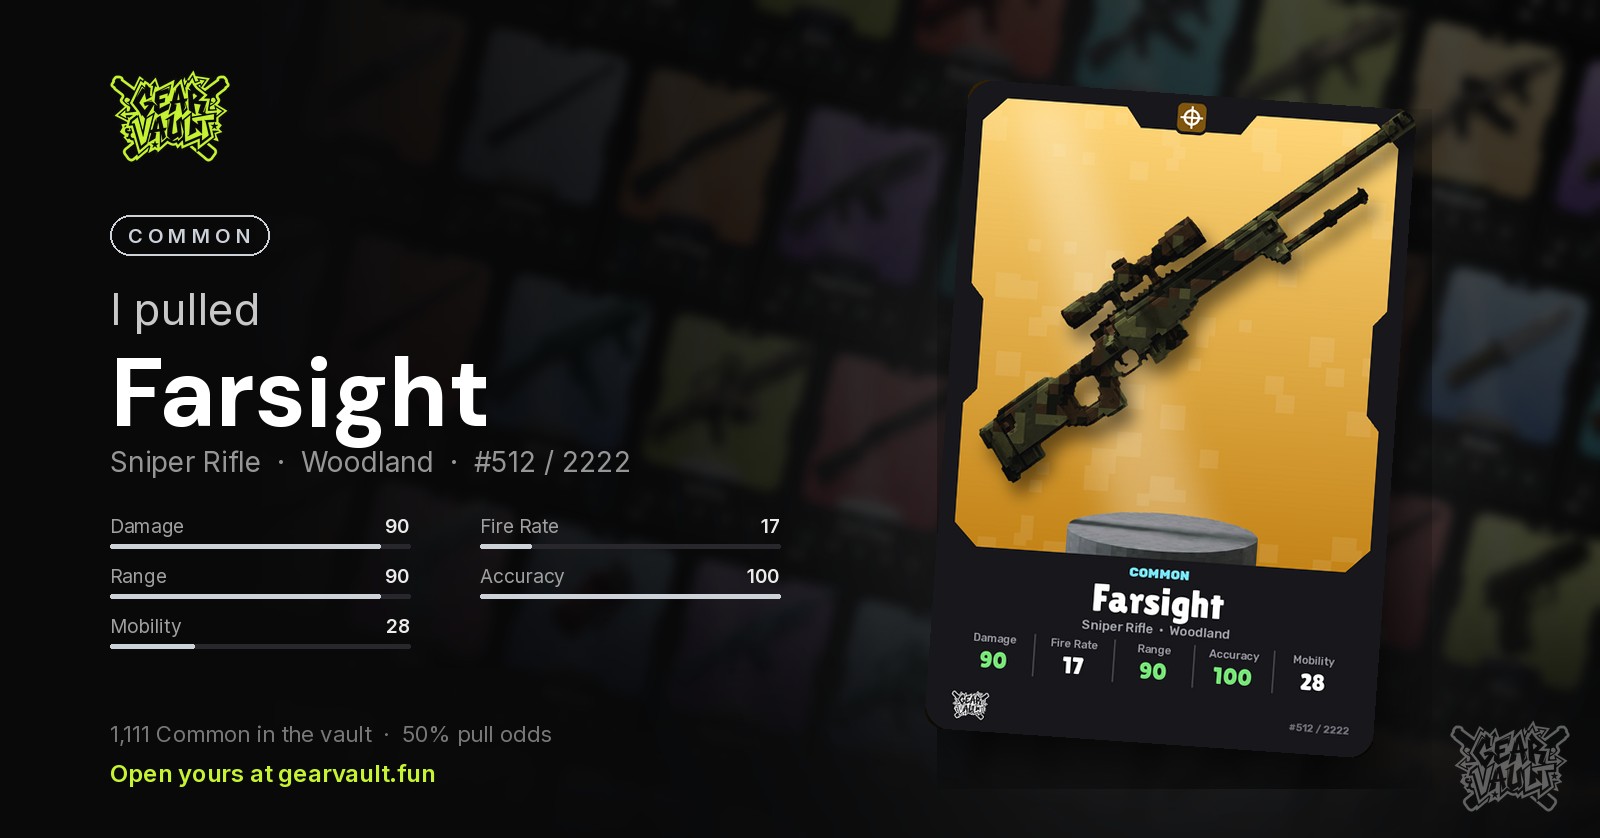 GEAR
VAULT
COMMON
I pulled
Farsight
Sniper Rifle · Woodland · #512 / 2222
Damage 90
Fire Rate 17
Range 90
Accuracy 100
Mobility 28
1,111 Common in the vault · 50% pull odds
Open yours at gearvault.fun
COMMON
Farsight
Sniper Rifle • Woodland
Damage Fire Rate Range Accuracy Mobility
90 17 90 100 28
GEAR
VAULT
#512 / 2222
GEAR
VAULT